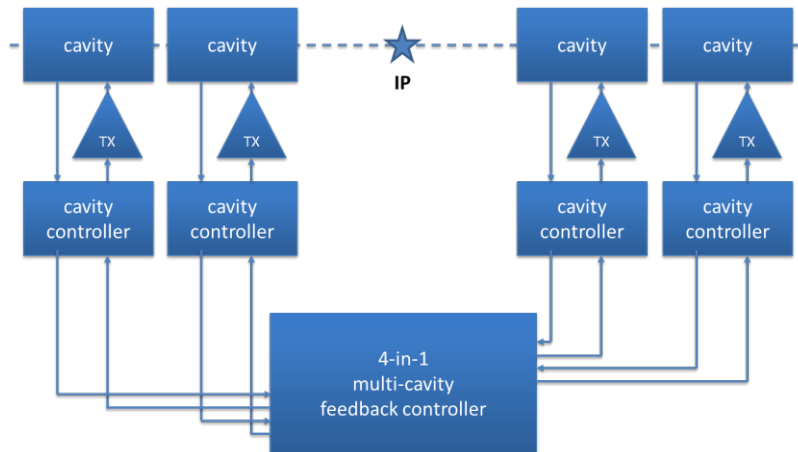 cavity
cavity
cavity
cavity
IP
TX
TX
TX
TX
cavity
controller
cavity
controller
cavity
controller
cavity
controller
4-in-1
multi-cavity
feedback controller